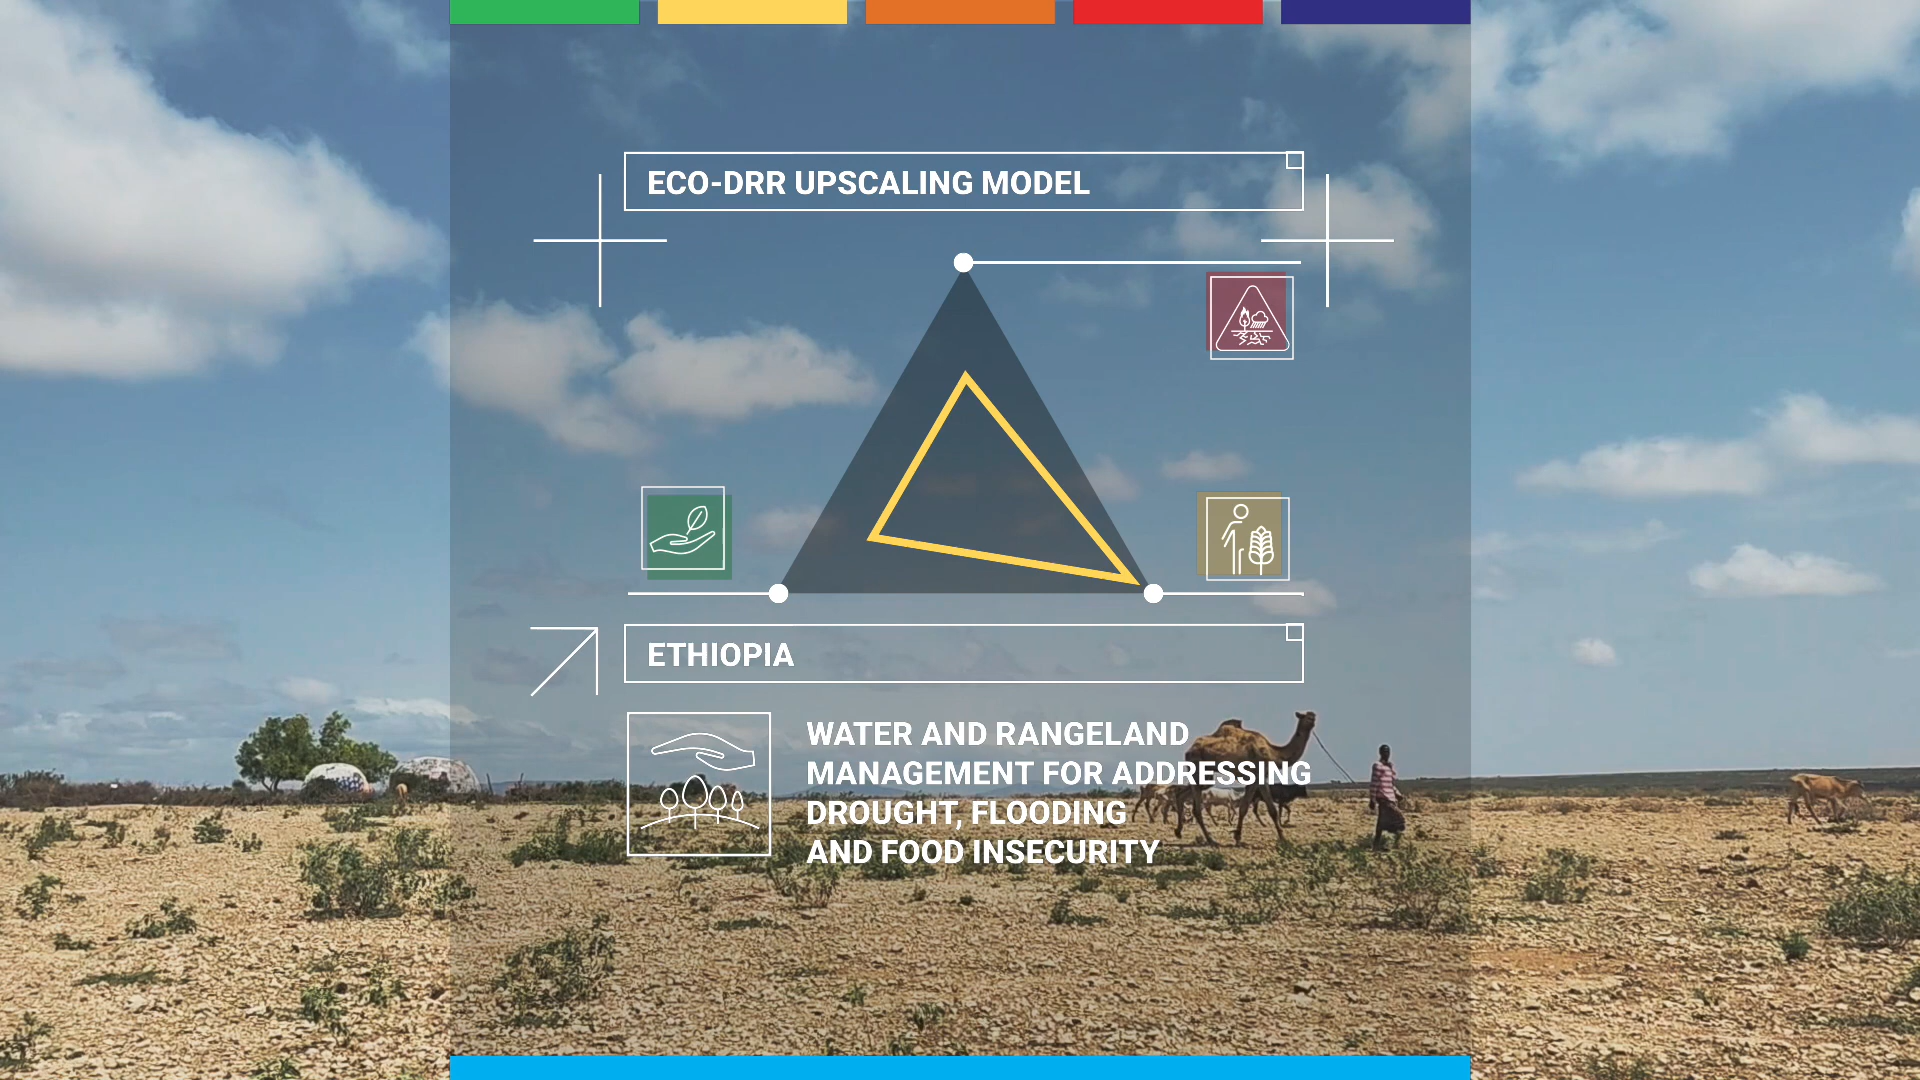 ECO-DRR UPSCALING MODEL
ETHIOPIA
WATER AND RANGELAND
MANAGEMENT FOR ADDRESSING
DROUGHT, FLOODING
AND FOOD INSECURITY